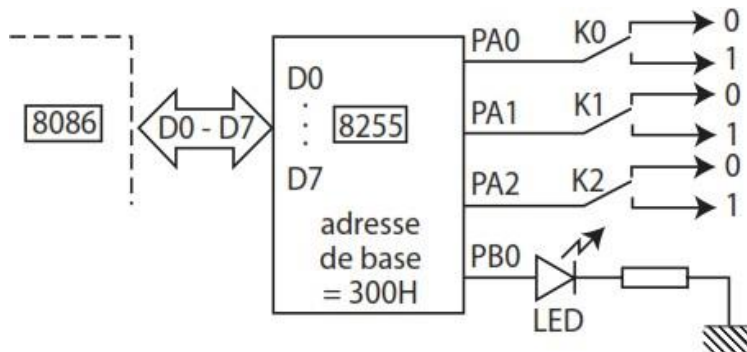 PA0 K0 0
1
D0
8086 D0 - D7 8255 PA1 K1 0
1
D7
PA2 K2 0
1
adresse
de base
= 300H
PB0
LED